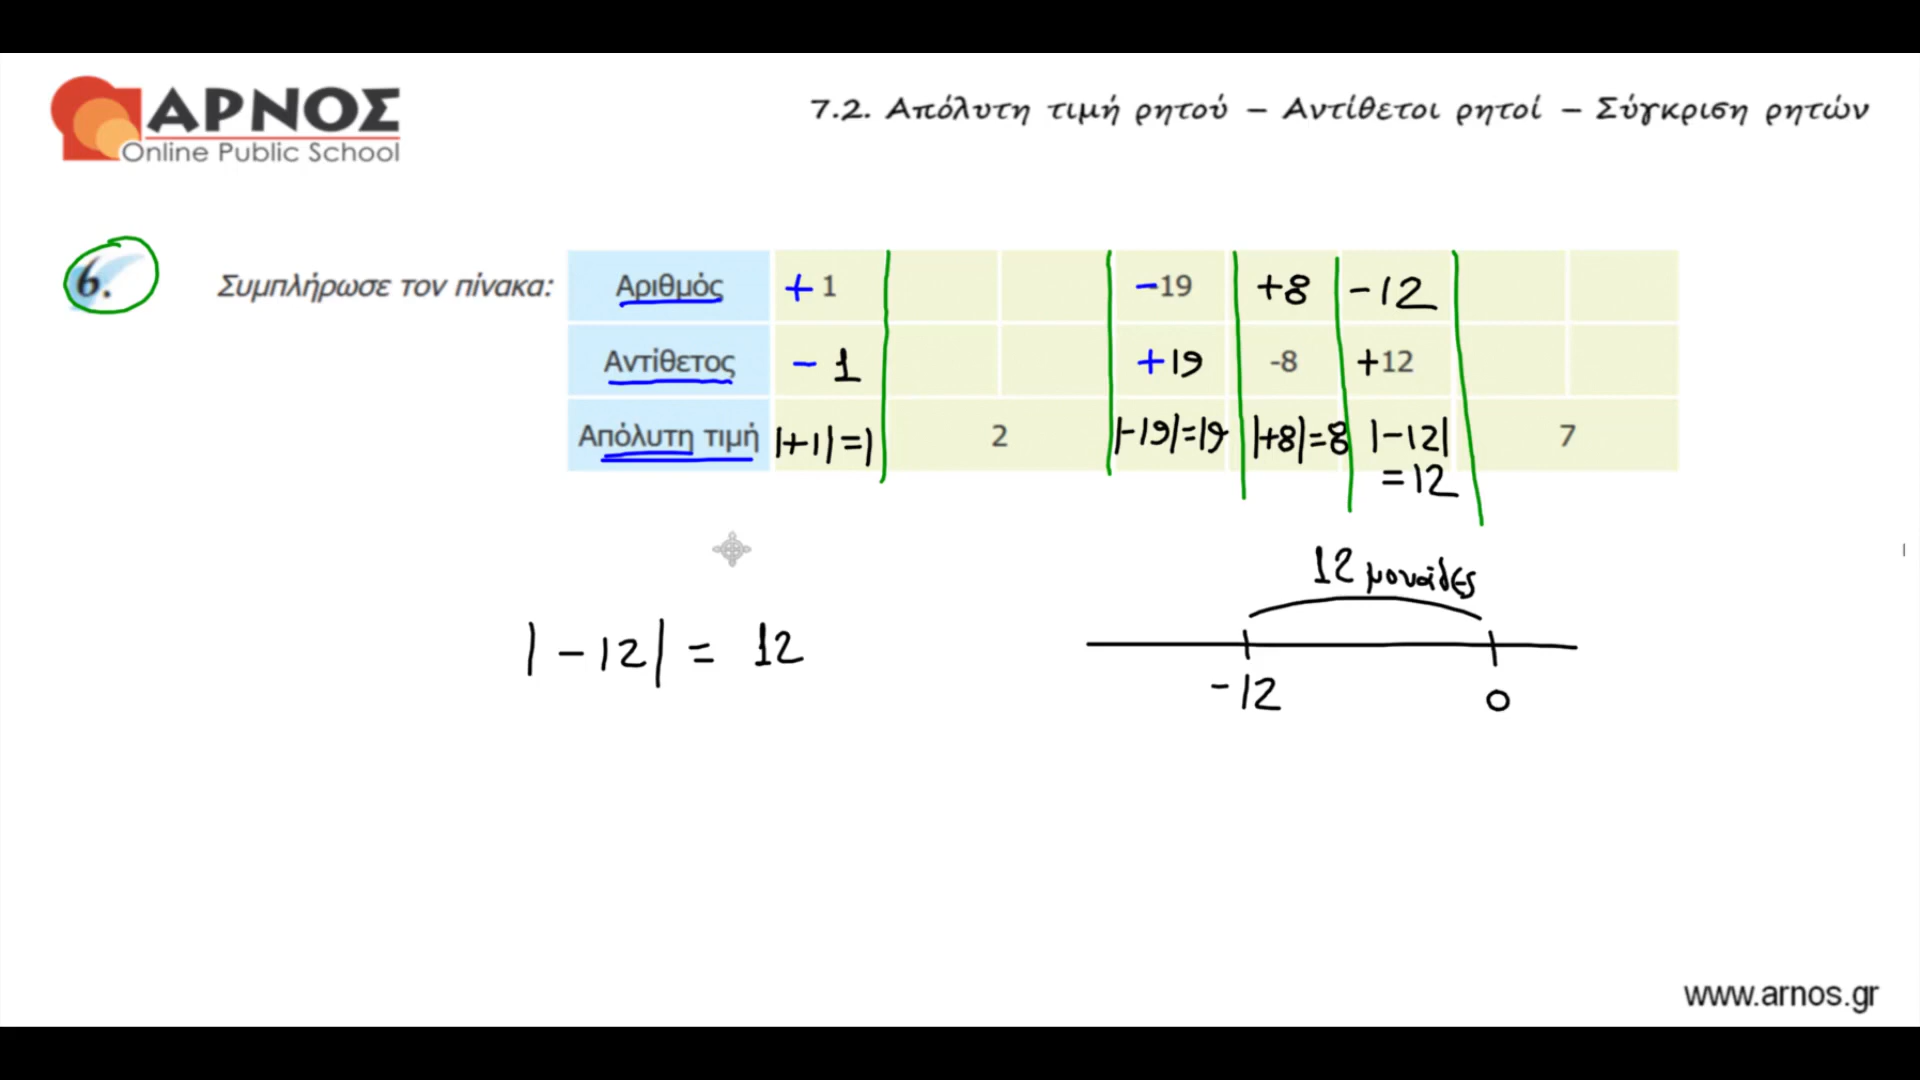 ΑΡΝΟΣ
Online Public School
7.2. Απόλυτη τιμή ρητού – Αντίθετοι ρητοί – Σύγκριση ρητών
6. Συμπλήρωσε τον πίνακα:
Αριθμός +1 -19 +8 -12
Αντίθετος -1 +19 -8 +12
Απόλυτη τιμή |+1|=1 2 |-19|=19 |+8|=8 |-12| 7
=12
12 μονάδες
|-12| = 12
-12 0
www.arnos.gr